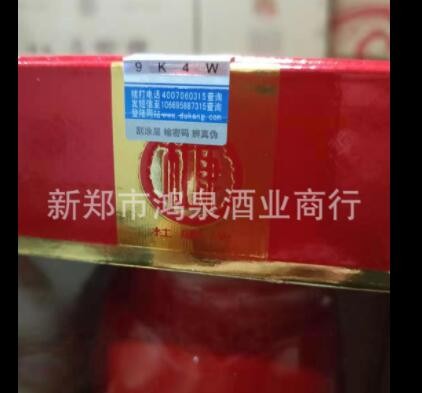 9 K 4 W
拨打电话4007060315查询
发短信至106695887315查询
登陆网站www.dukang.com
刮涂层 输密码 辨真伪
新郑市鸿泉酒业商行
杜